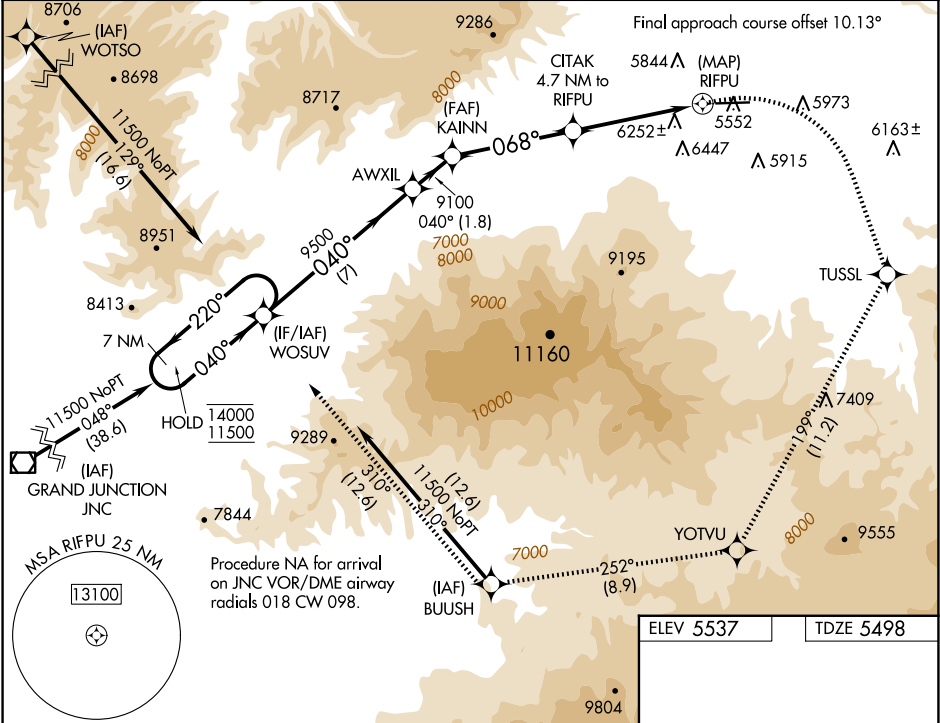 8706
(IAF)
WOTSO
8698
9286
Final approach course offset 10.13°
8717
8000
CITAK
4.7 NM to
RIFPU
5844
(MAP)
RIFPU
5973
5552
6252±
6163±
6447
5915
(FAF)
KAINN
068°
8000
11500 NoPT
129°
(16.6)
AWXIL
9100
040° (1.8)
7000
8000
8951
9500
040°
(7)
9195
TUSSL
8413
220°
9000
7 NM
040°
(IF/IAF)
WOSUV
11160
11500 NoPT
048°
(38.6)
HOLD
14000
11500
10000
7409
9289
199°
(11.2)
(IAF)
GRAND JUNCTION
JNC
310°
(12.6)
(12.6)
11500 NoPT
310°
7844
YOTVU
8000
9555
MSA RIFPU 25 NM
13100
Procedure NA for arrival
on JNC VOR/DME airway
radials 018 CW 098.
7000
252°
(8.9)
(IAF)
BUUSH
ELEV 5537
TDZE 5498
9804